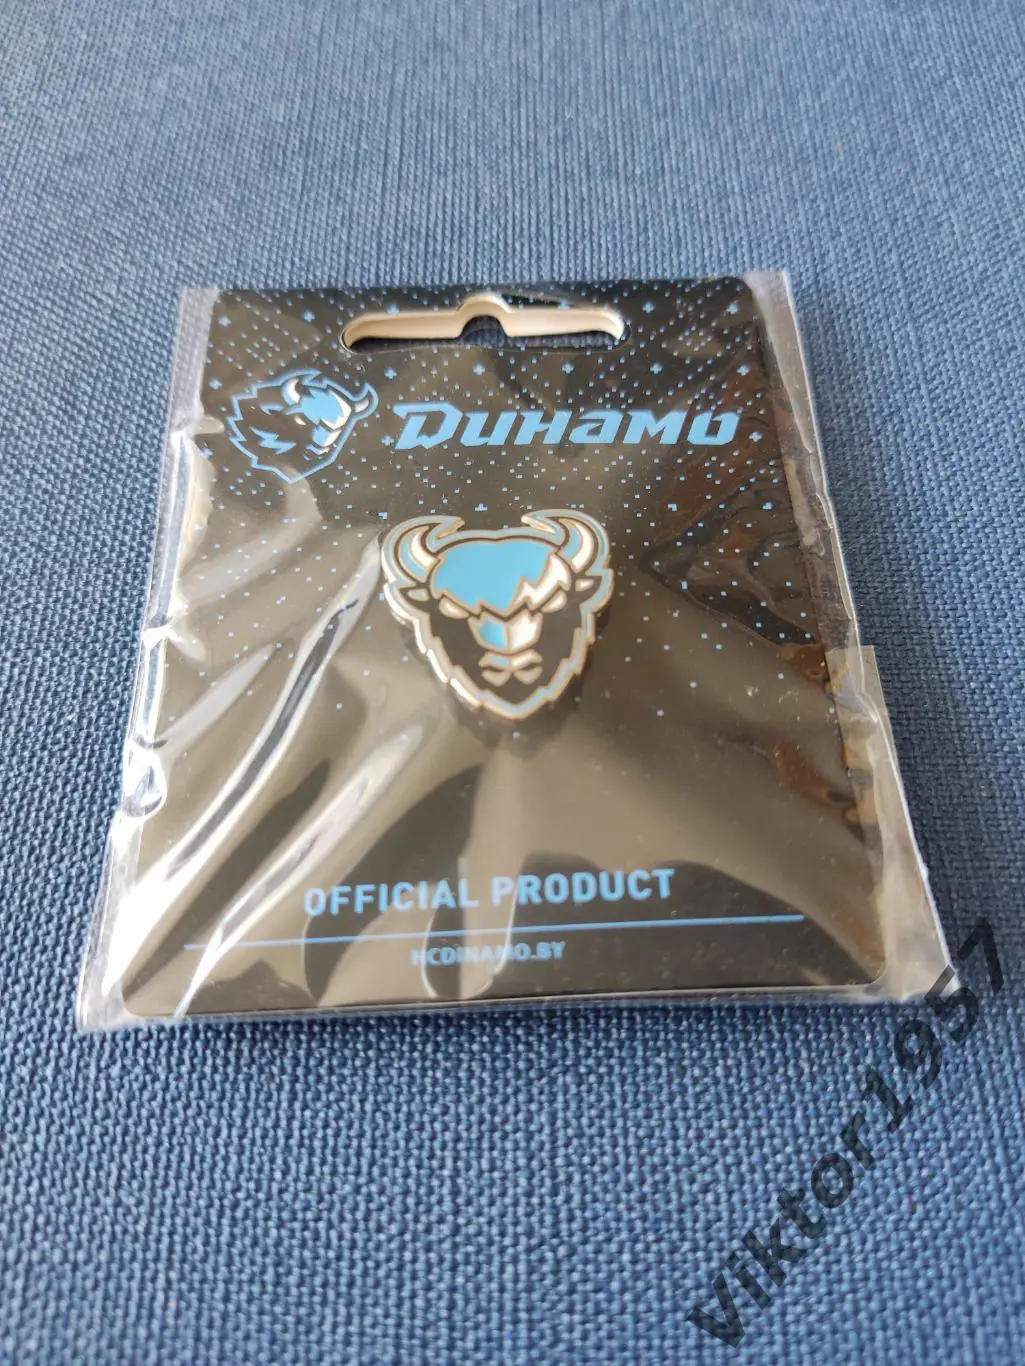 Динамо
OFFICIAL PRODUCT
HCDINAMO.BY
viktor1957